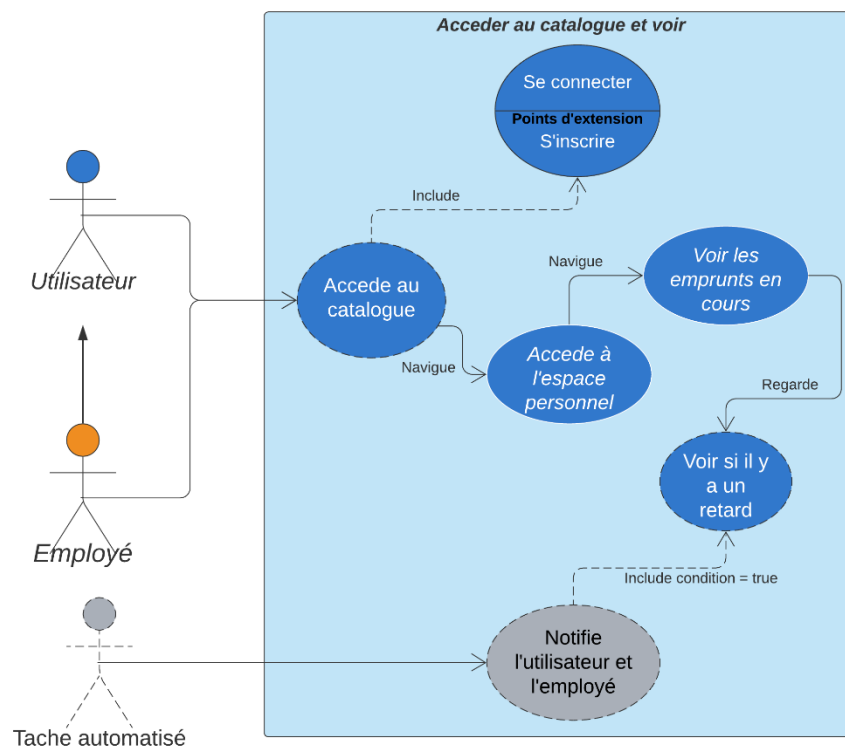 Acceder au catalogue et voir
Se connecter
Points d'extension
S'inscrire
Include
Utilisateur
Accede au
catalogue
Navigue
Voir les
emprunts en
cours
Navigue
Accede à
l'espace
personnel
Regarde
Voir si il y
a un
retard
Employé
Include condition = true
Notifie
l'utilisateur et
l'employé
Tache automatisé